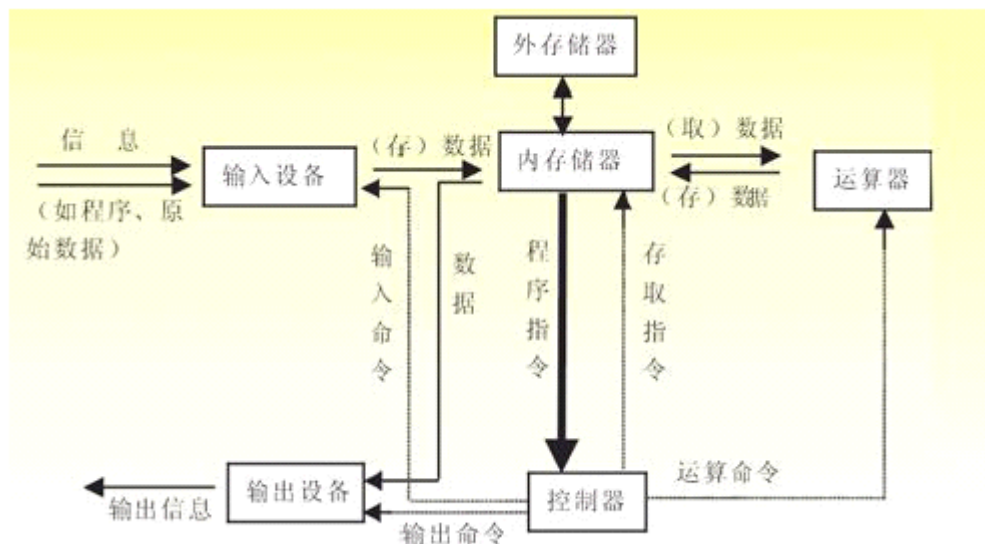 外存储器
信 息
(存)数据
内存储器
(取)数据
输入设备
运算器
(存)数据
(如程序、原
始数据)
输入命令
数据
程序指令
存取指令
运算命令
输出设备
控制器
输出信息
输出命令